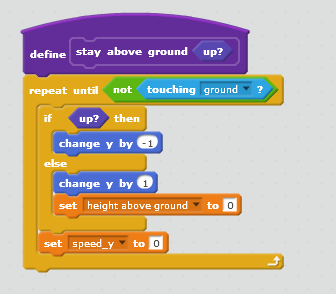 define stay above ground up?
repeat until not touching ground ?
if up? then
change y by -1
else
change y by 1
set height above ground to 0
set speed_y to 0